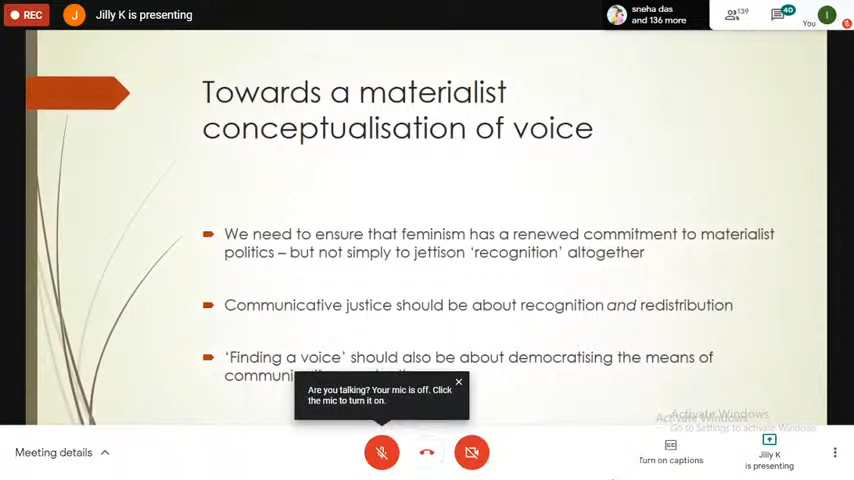 REC
J
Jilly K is presenting
sneha das
and 136 more
139
40
You
I
Towards a materialist
conceptualisation of voice
We need to ensure that feminism has a renewed commitment to materialist
politics – but not simply to jettison ‘recognition’ altogether
Communicative justice should be about recognition and redistribution
‘Finding a voice’ should also be about democratising the means of
Are you talking? Your mic is off. Click
the mic to turn it on.
Activate Windows
Go to Settings to activate Windows
Meeting details
Turn on captions
Jilly K
is presenting